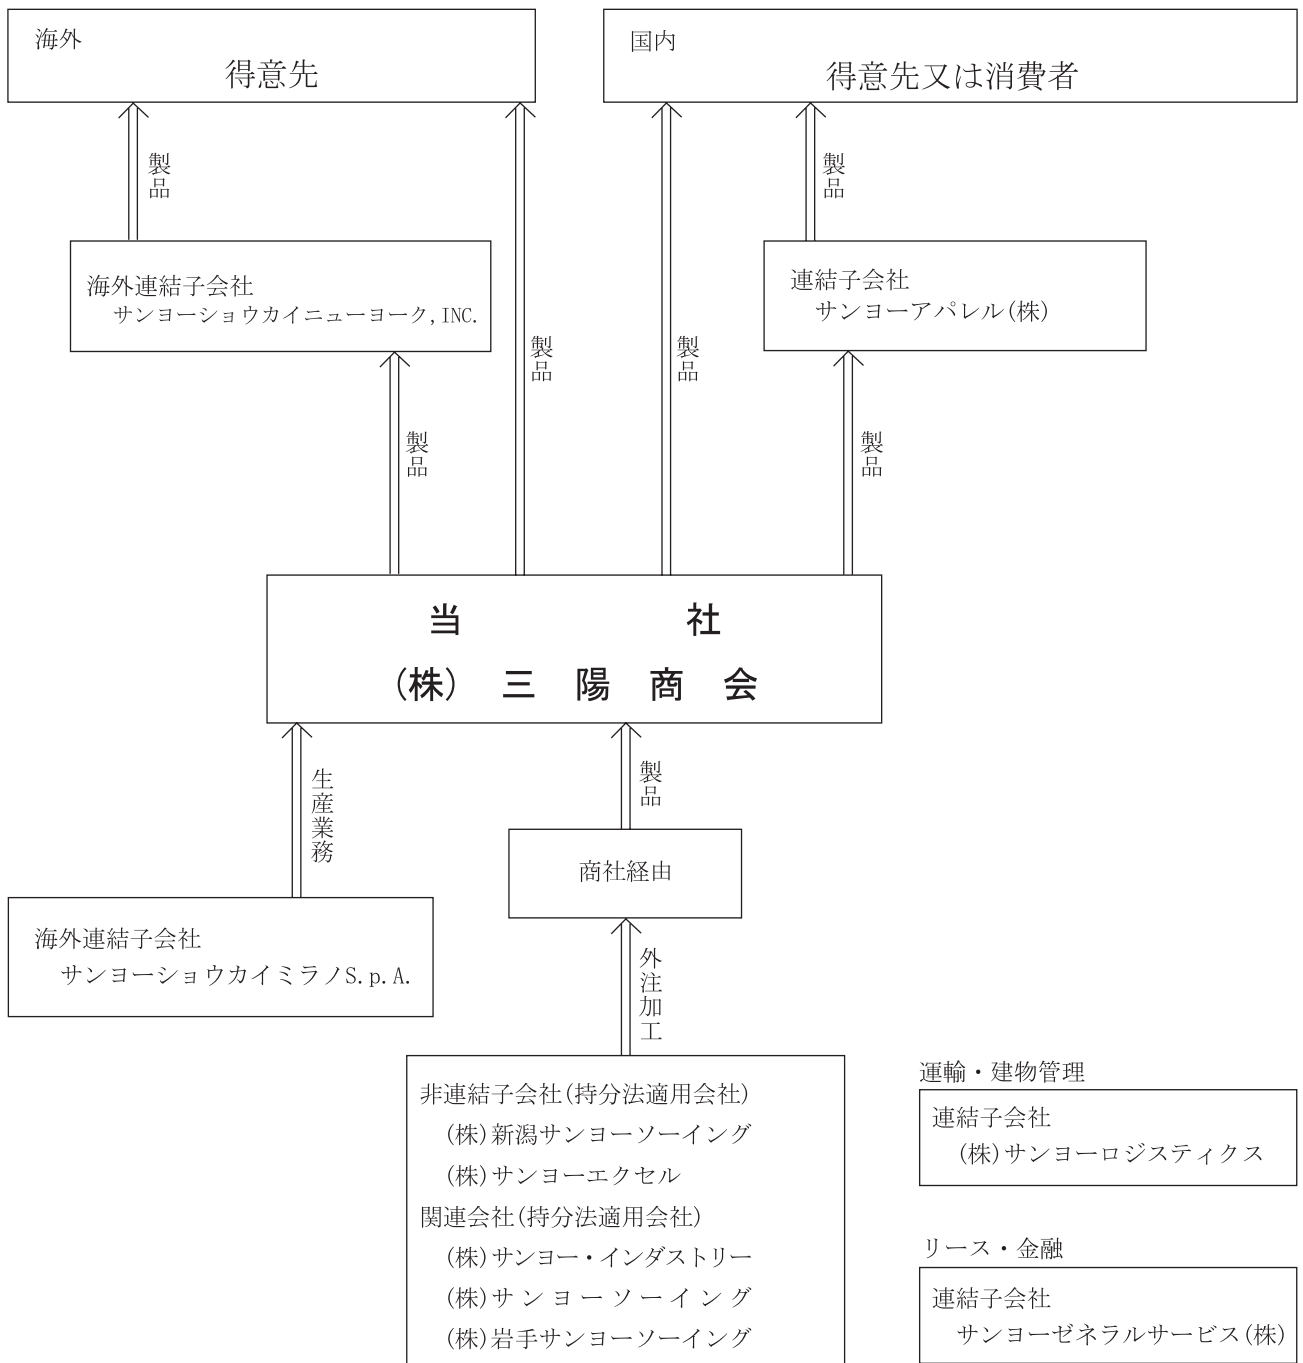 海外
得意先
国内
得意先又は消費者
製品
製品
海外連結子会社
サンヨーショウカイニューヨーク,INC.
連結子会社
サンヨーアパレル(株)
製品
製品
製品
製品
当社
(株) 三陽商会
生産業務
製品
商社経由
海外連結子会社
サンヨーショウカイミラノS.p.A.
外注加工
非連結子会社(持分法適用会社)
(株)新潟サンヨーソーイング
(株)サンヨーエクセル
関連会社(持分法適用会社)
(株)サンヨー・インダストリー
(株)サンヨーソーイング
(株)岩手サンヨーソーイング
運輸・建物管理
連結子会社
(株)サンヨーロジスティクス
リース・金融
連結子会社
サンヨーゼネラルサービス(株)